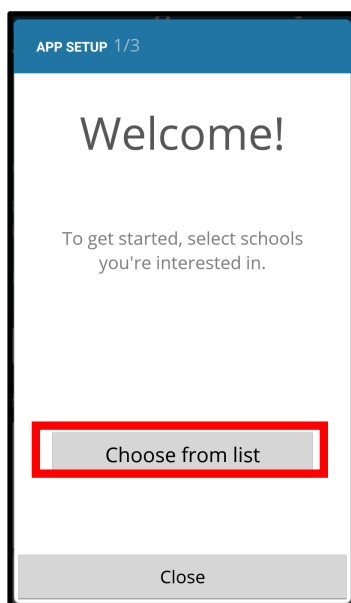 APP SETUP 1/3
Welcome!
To get started, select schools
you're interested in.
Choose from list
Close